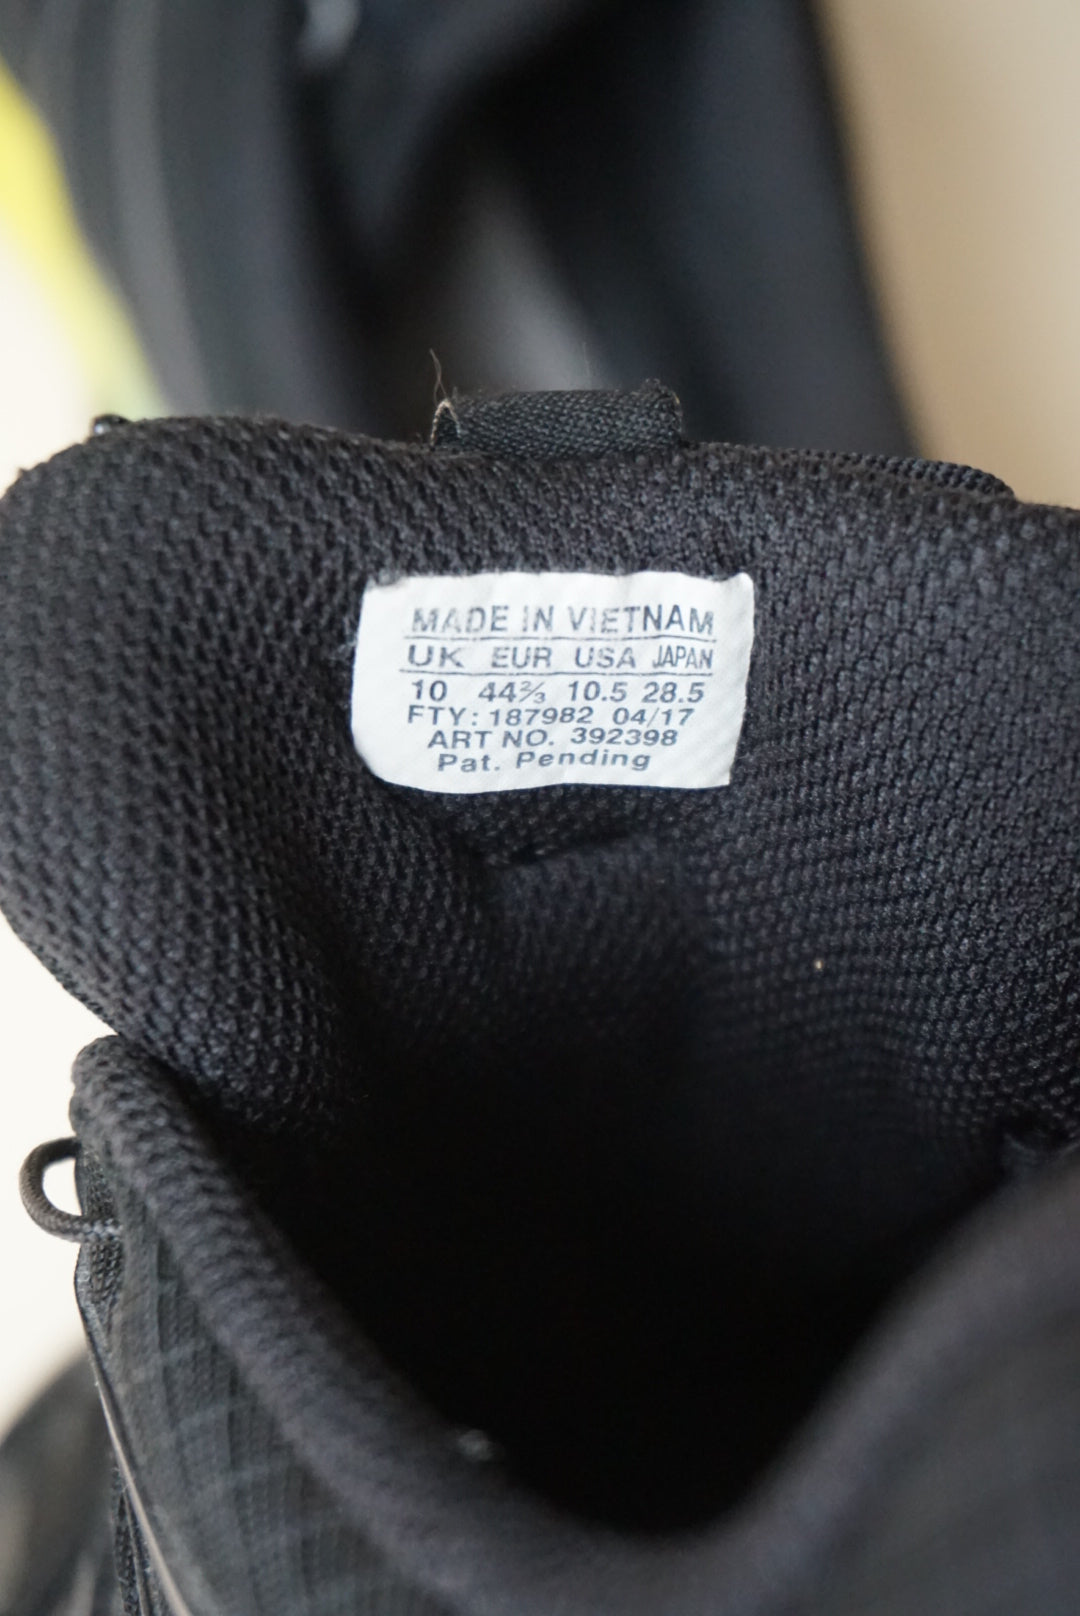 MADE IN VIETNAM
UK EUR USA JAPAN
10 44⅔ 10.5 28.5
FTY: 187982 04/17
ART NO. 392398
Pat. Pending